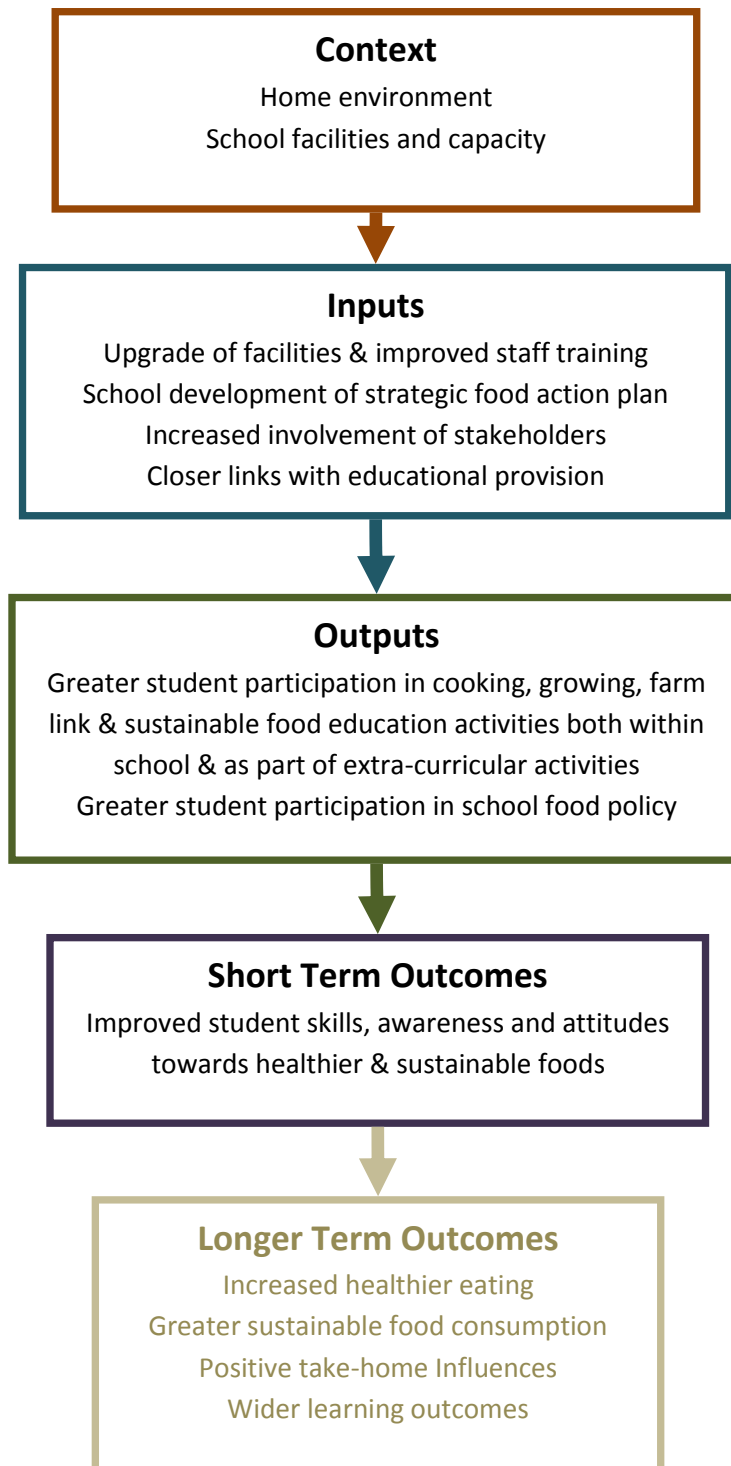 Context
Home environment
School facilities and capacity
Inputs
Upgrade of facilities & improved staff training
School development of strategic food action plan
Increased involvement of stakeholders
Closer links with educational provision
Outputs
Greater student participation in cooking, growing, farm
link & sustainable food education activities both within
school & as part of extra-curricular activities
Greater student participation in school food policy
Short Term Outcomes
Improved student skills, awareness and attitudes
towards healthier & sustainable foods
Longer Term Outcomes
Increased healthier eating
Greater sustainable food consumption
Positive take-home Influences
Wider learning outcomes